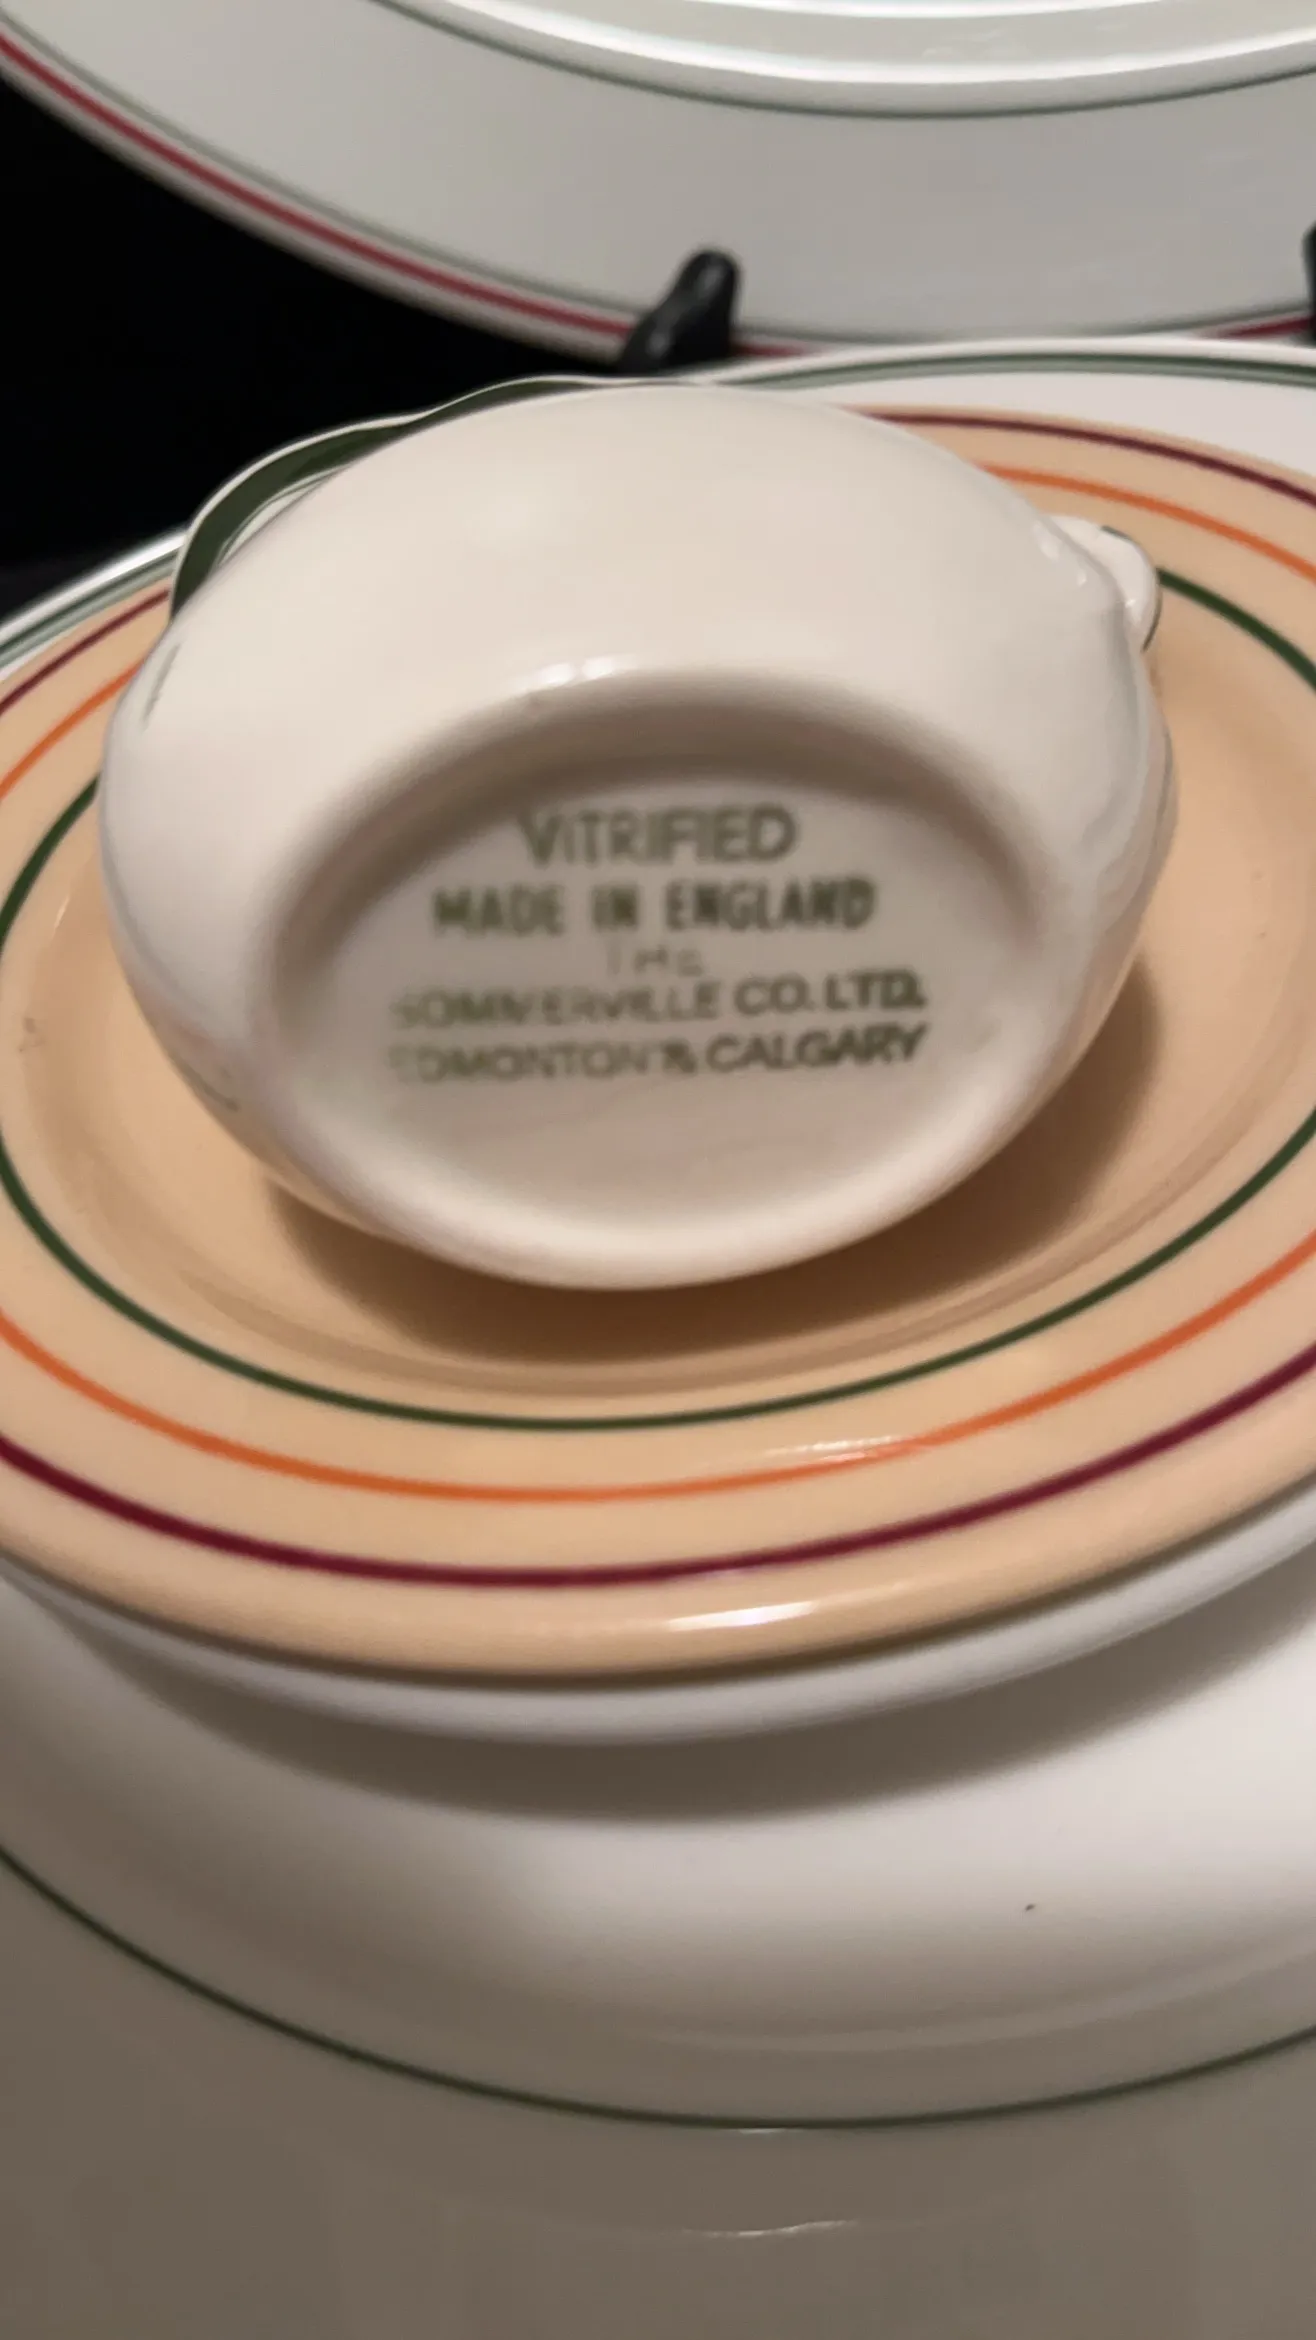 VITRIFIED
MADE IN ENGLAND
THE
SOMMERVILLE CO. LTD.
EDMONTON & CALGARY